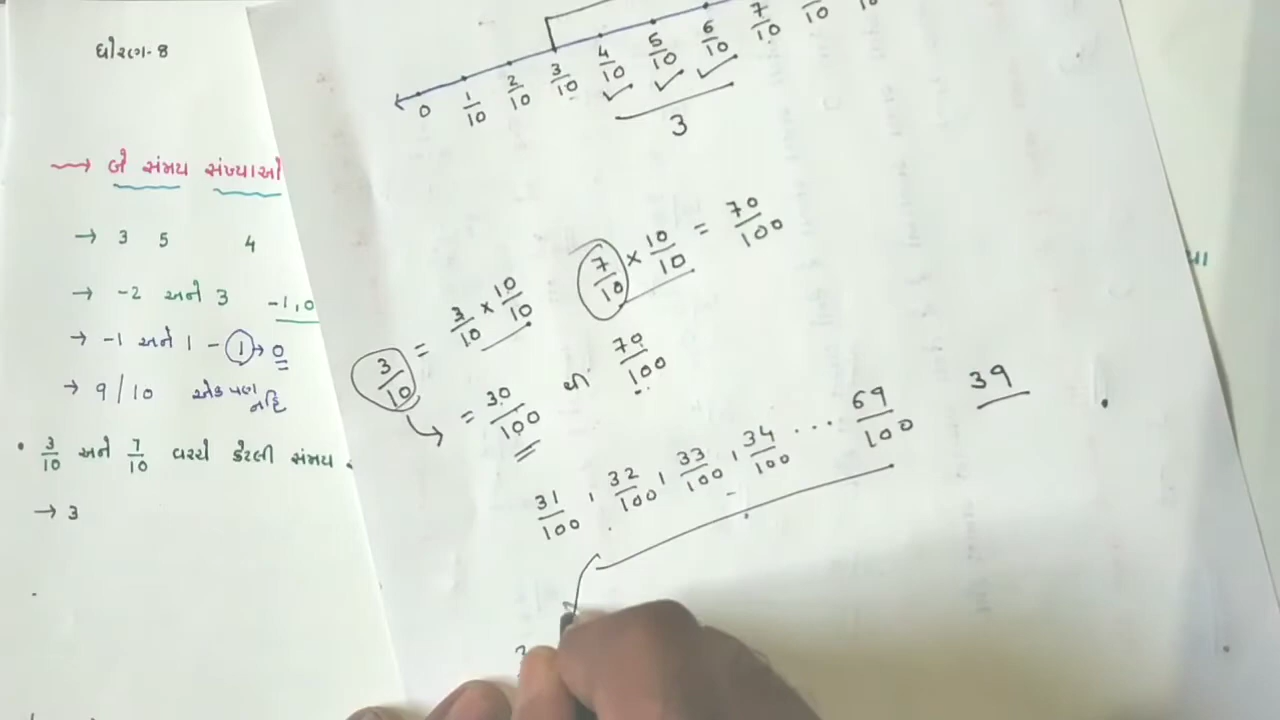 ધોરણ-8
→ બે સંમય સંખ્યાઓ
→ 3 5 4
→ -2 અને 3 -1,0
→ -1 અને 1 - 1 → 0
→ 9/10 એકપણ નહિ
• 3/10 અને 7/10 વચ્ચે કેટલી સંમય
→ 3
0 1/10 2/10 3/10 4/10 5/10 6/10 7/10
3
3/10 = 3/10 × 10/10 7/10 × 10/10 = 70/100
= 30/100 થી 70/100
31/100 , 32/100 , 33/100 , 34/100 ... 69/100 39